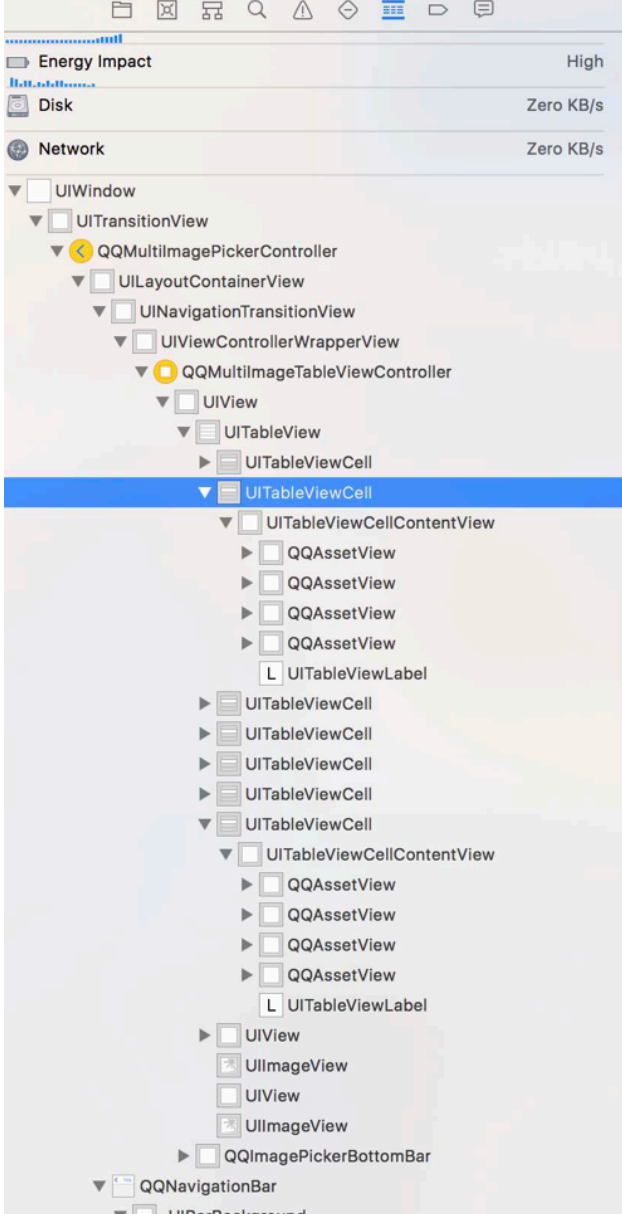 Energy Impact High
Disk Zero KB/s
Network Zero KB/s
UIWindow
UITransitionView
QQMultiImagePickerController
UILayoutContainerView
UINavigationTransitionView
UIViewControllerWrapperView
QQMultiImageTableViewController
UIView
UITableView
UITableViewCell
UITableViewCell
UITableViewCellContentView
QQAssetView
QQAssetView
QQAssetView
QQAssetView
L UITableViewLabel
UITableViewCell
UITableViewCell
UITableViewCell
UITableViewCell
UITableViewCell
UITableViewCellContentView
QQAssetView
QQAssetView
QQAssetView
QQAssetView
L UITableViewLabel
UIView
UIImageView
UIView
UIImageView
QQImagePickerBottomBar
QQNavigationBar